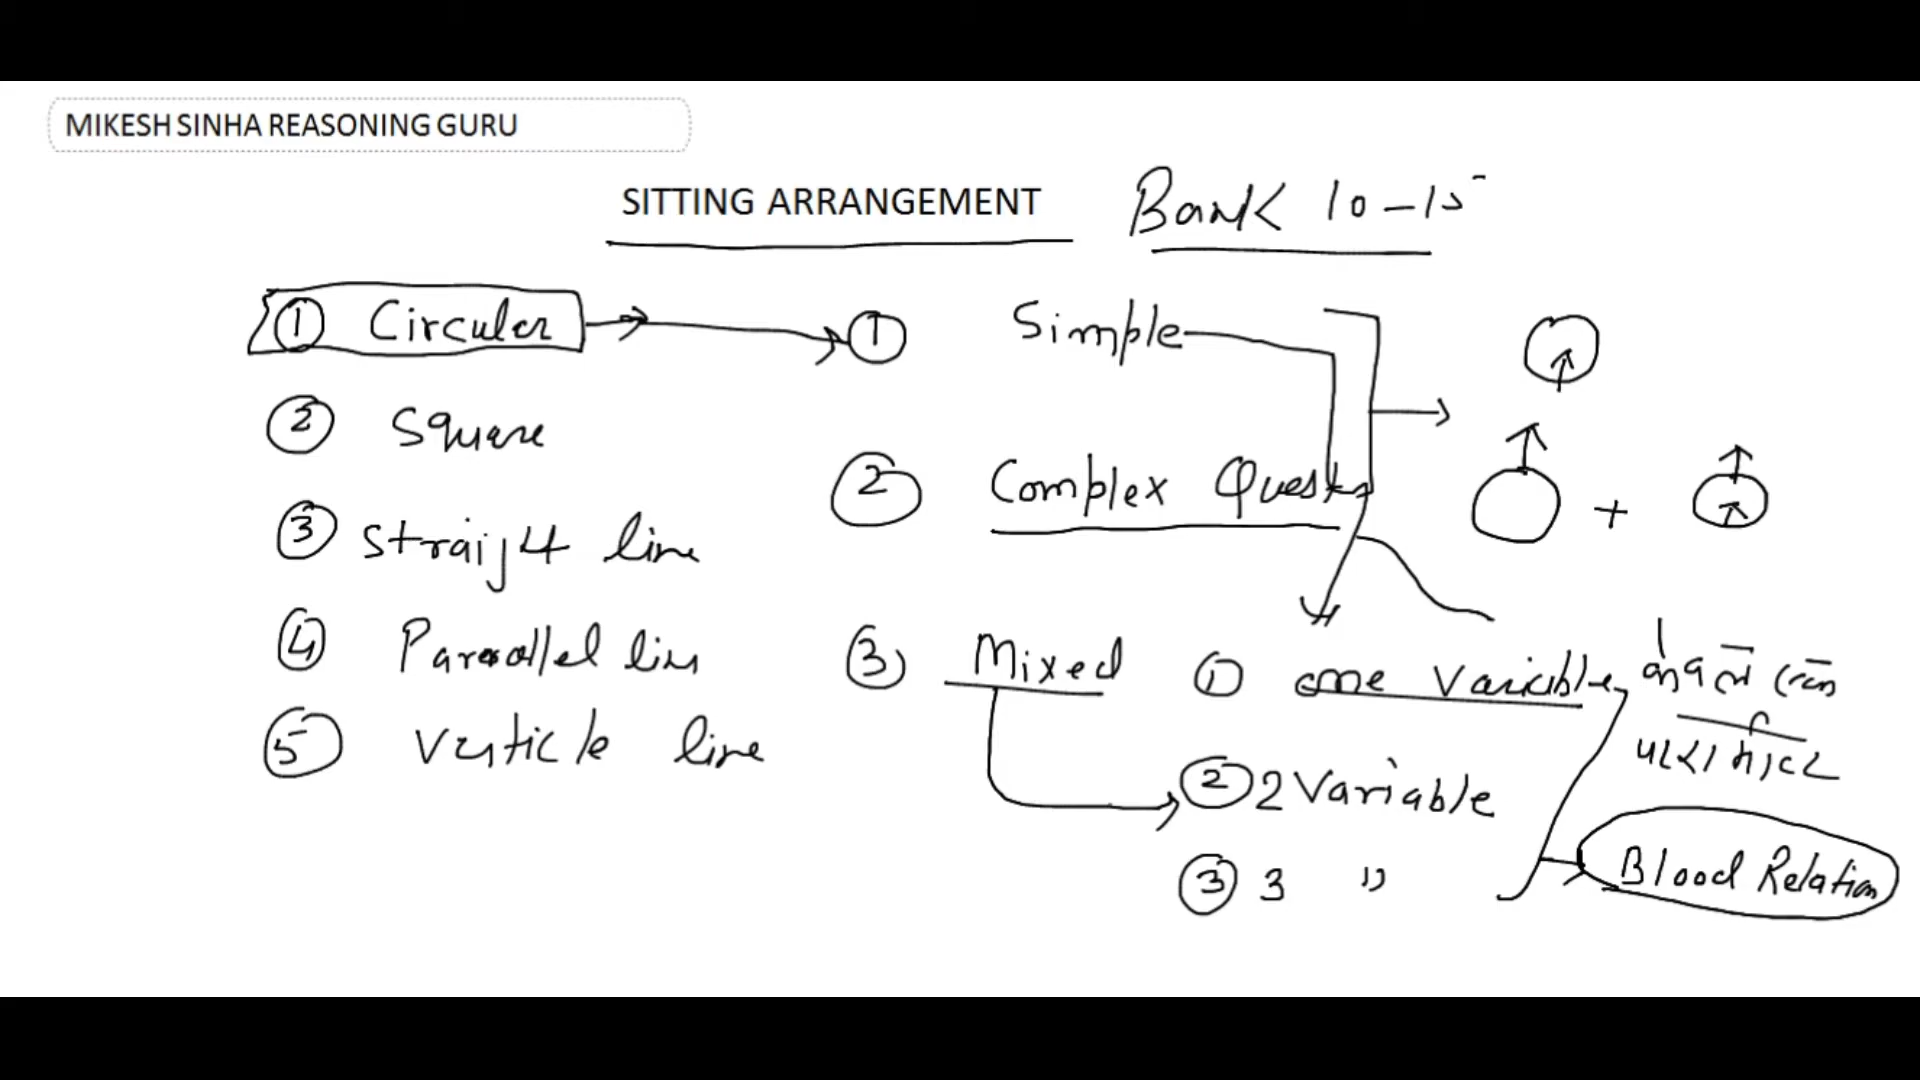 MIKESH SINHA REASONING GURU
SITTING ARRANGEMENT Bank 10-15
① Circular ① Simple
② Square
② Complex Quest
③ straight line
④ Parallel line ③ Mixed ① one Variable
⑤ Verticle line
② 2 Variable
③ 3 "
Blood Relation